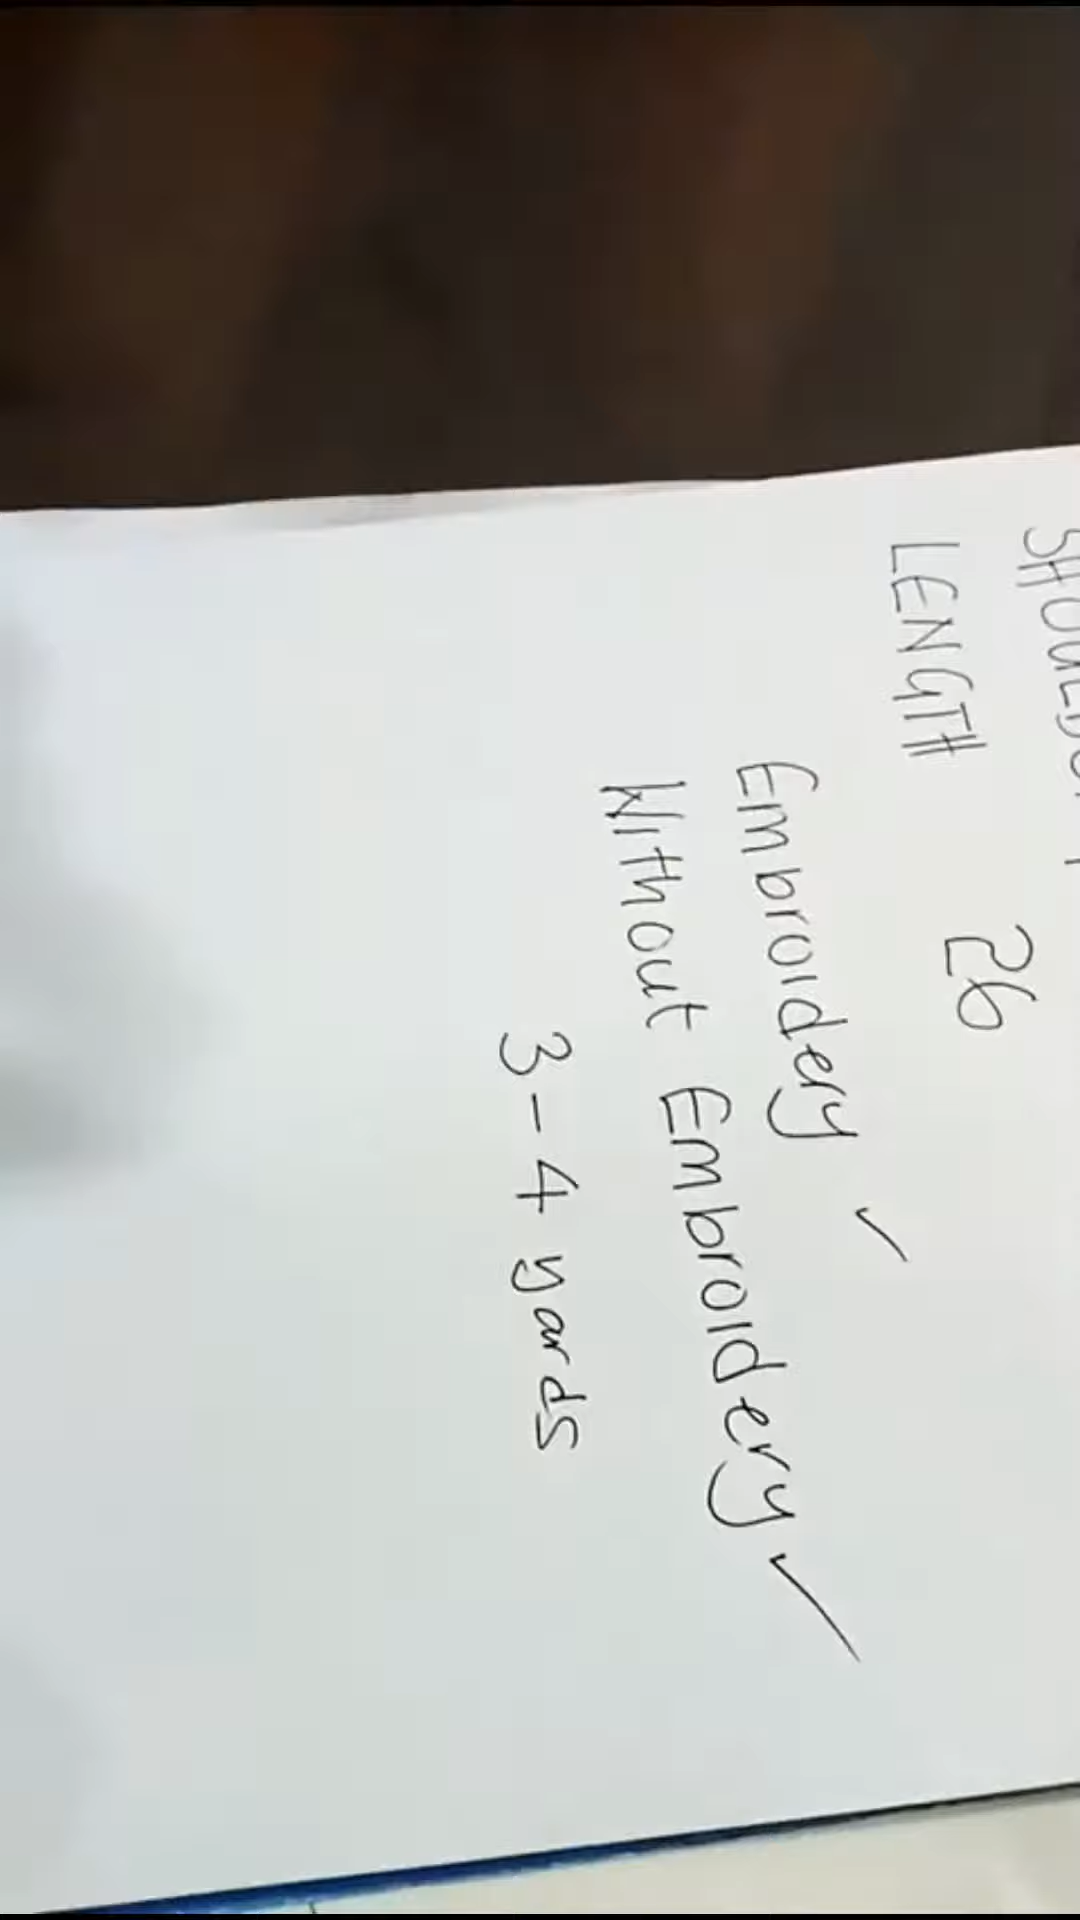 LENGTH 26
Embroidery ✓
Without Embroidery ✓
3-4 yards